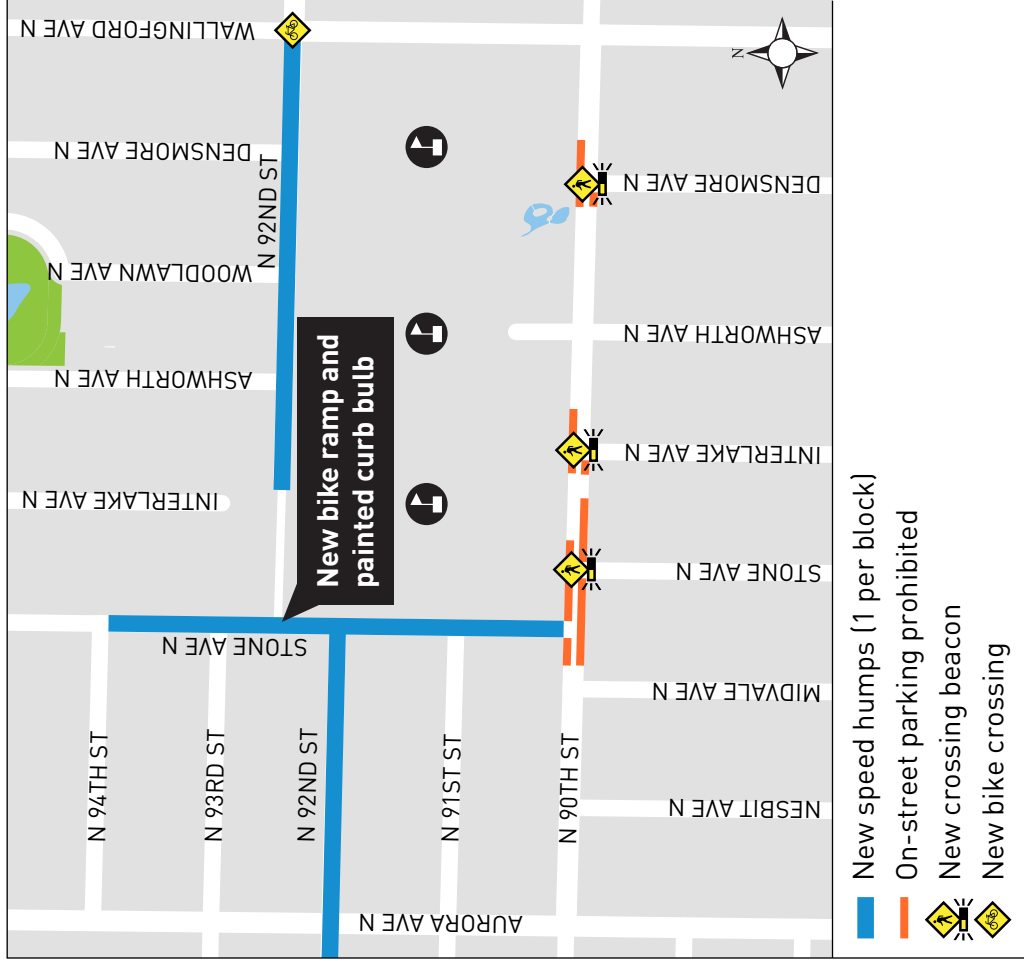 N 94TH ST
INTERLAKE AVE N
ASHWORTH AVE N
WOODLAWN AVE N
DENSMORE AVE N
WALLINGFORD AVE N
N 93RD ST
STONE AVE N
N 92ND ST
N 92ND ST
New bike ramp and
painted curb bulb
AURORA AVE N
N 91ST ST
N 90TH ST
NESBIT AVE N
MIDVALE AVE N
STONE AVE N
INTERLAKE AVE N
ASHWORTH AVE N
DENSMORE AVE N
N
New speed humps (1 per block)
On-street parking prohibited
New crossing beacon
New bike crossing